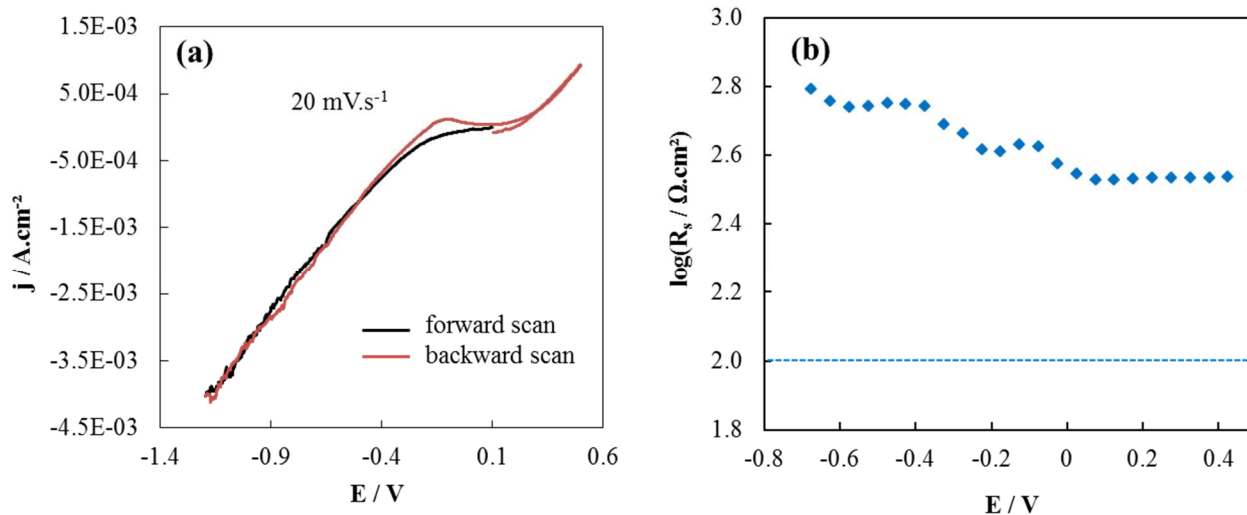 (a)
20 mV.s⁻¹
1.5E-03
5.0E-04
-5.0E-04
-1.5E-03
-2.5E-03
-3.5E-03
-4.5E-03
j / A.cm⁻²
forward scan
backward scan
-1.4 -0.9 -0.4 0.1 0.6
E / V
(b)
3.0
2.8
2.6
2.4
2.2
2.0
1.8
log(Rₛ / Ω.cm²)
-0.8 -0.6 -0.4 -0.2 0 0.2 0.4
E / V